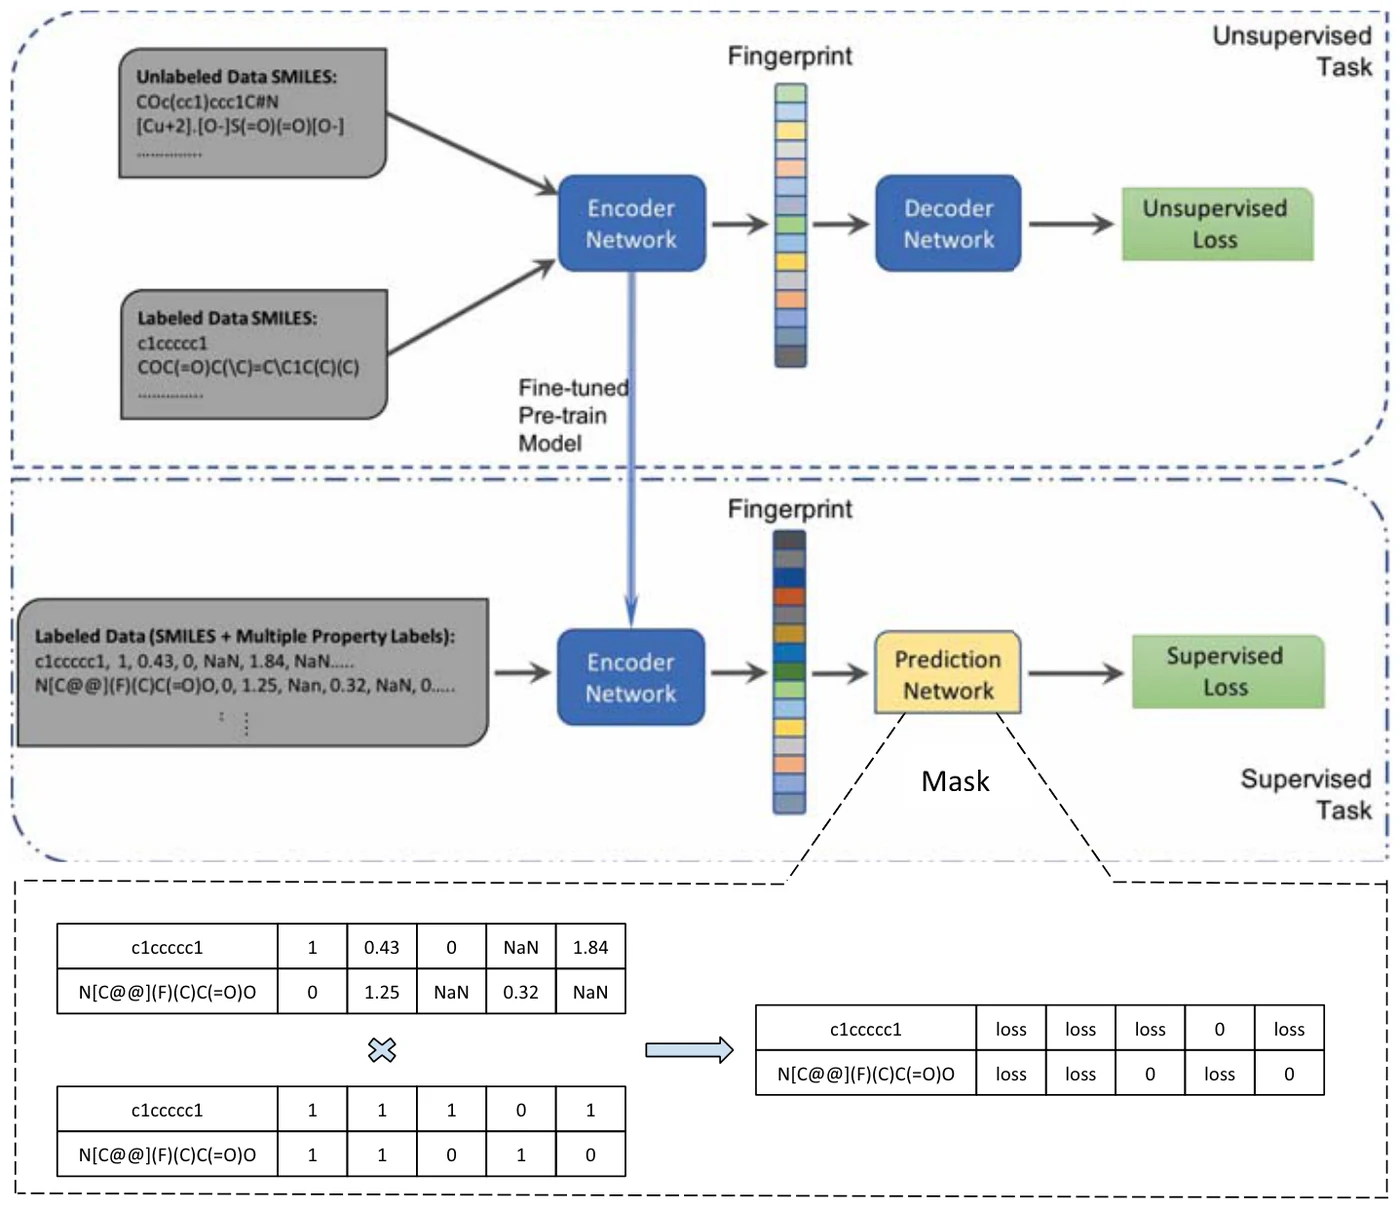 Unsupervised
Task
Fingerprint
Unlabeled Data SMILES:
COc(cc1)ccc1C#N
[Cu+2].[O-]S(=O)(=O)[O-]
..............
Encoder
Network
Decoder
Network
Unsupervised
Loss
Labeled Data SMILES:
c1ccccc1
COC(=O)C(\C)=C\C1C(C)(C)
..............
Fine-tuned
Pre-train
Model
Fingerprint
Labeled Data (SMILES + Multiple Property Labels):
c1ccccc1, 1, 0.43, 0, NaN, 1.84, NaN.....
N[C@@](F)(C)C(=O)O, 0, 1.25, Nan, 0.32, NaN, 0.....
Encoder
Network
Prediction
Network
Supervised
Loss
Mask
Supervised
Task
c1ccccc1 1 0.43 0 NaN 1.84
N[C@@](F)(C)C(=O)O 0 1.25 NaN 0.32 NaN
c1ccccc1 1 1 1 0 1
N[C@@](F)(C)C(=O)O 1 1 0 1 0
c1ccccc1 loss loss loss 0 loss
N[C@@](F)(C)C(=O)O loss loss 0 loss 0